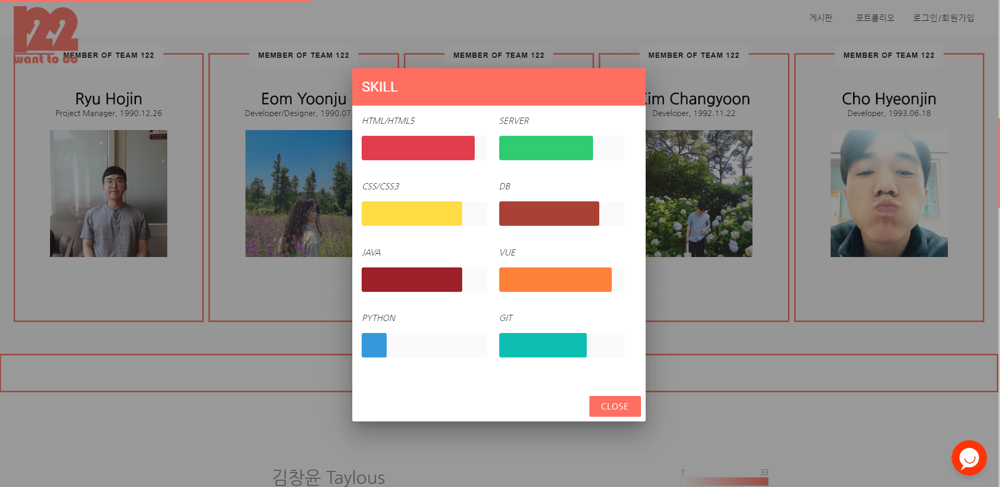 122
want to do
게시판
포트폴리오
로그인/회원가입
MEMBER OF TEAM 122
MEMBER OF TEAM 122
MEMBER OF TEAM 122
MEMBER OF TEAM 122
MEMBER OF TEAM 122
Ryu Hojin
Project Manager, 1990.12.26
Eom Yoonju
Developer/Designer, 1990.07.
Kim Changyoon
Developer, 1992.11.22
Cho Hyeonjin
Developer, 1993.06.18
SKILL
HTML/HTML5
SERVER
CSS/CSS3
DB
JAVA
VUE
PYTHON
GIT
CLOSE
김창윤 Taylous
1
33